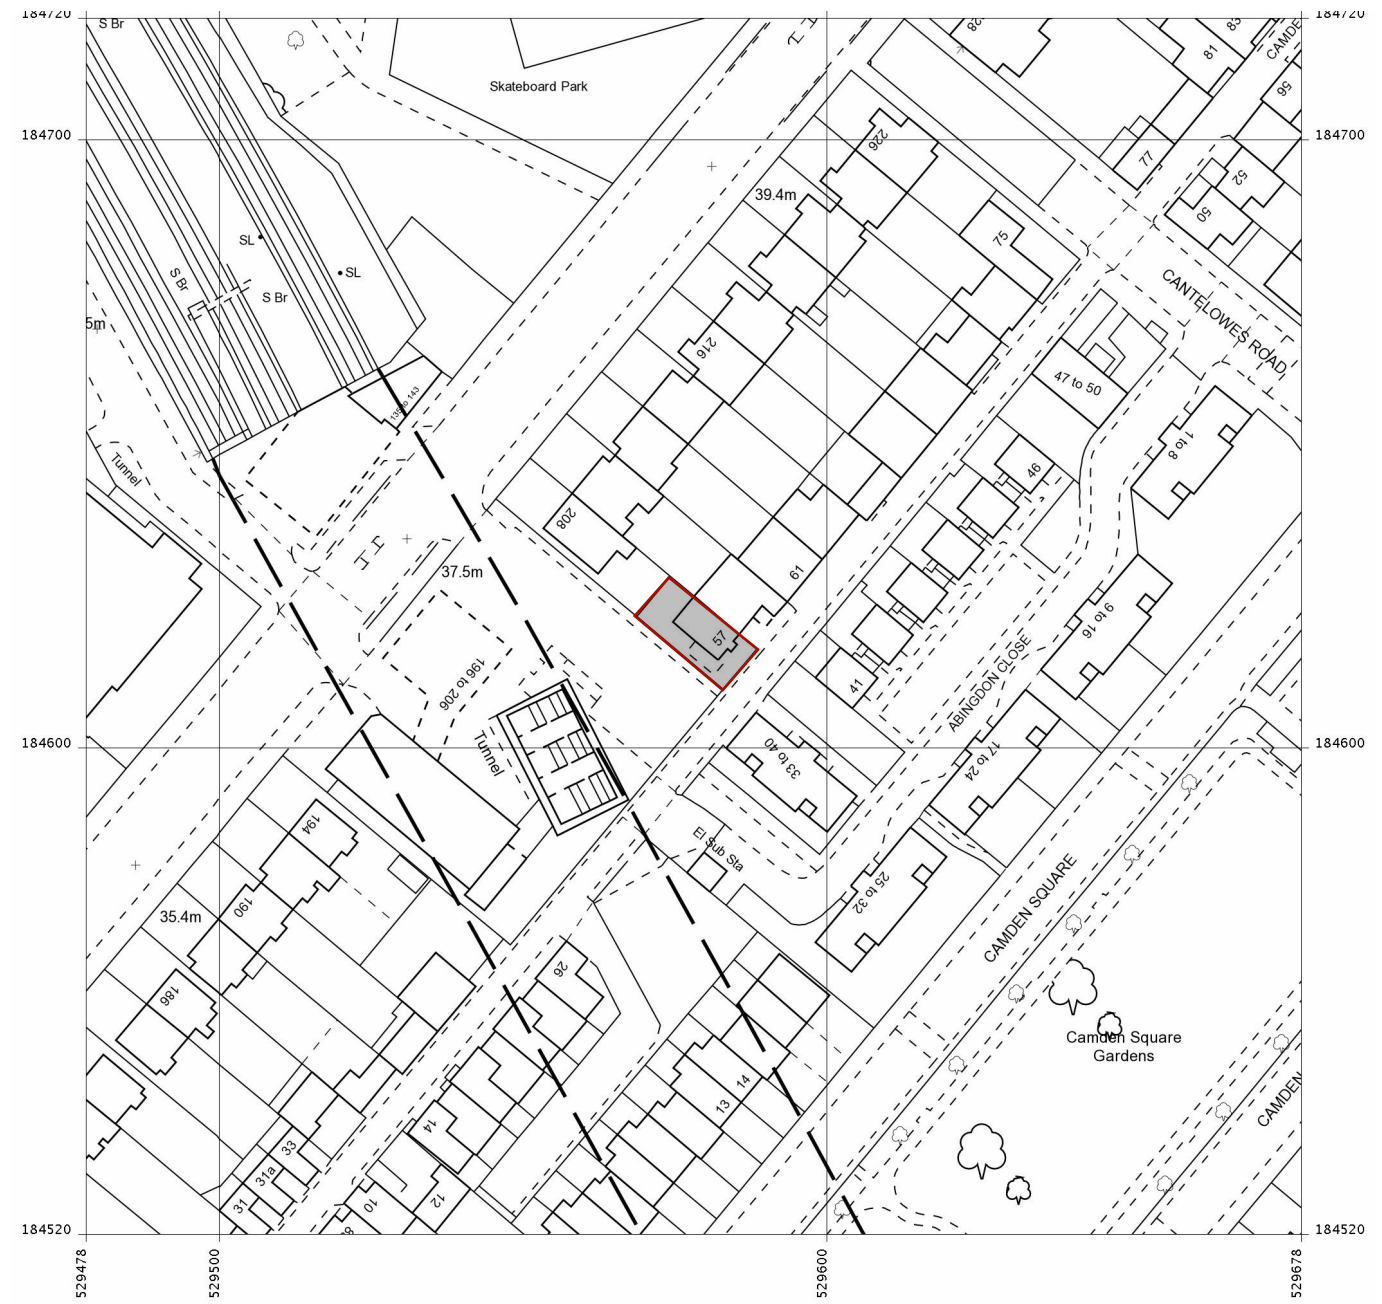 184720
184720
S Br
Skateboard Park
81
83
56
184700
184700
226
77
52
50
39.4m
75
SL
SL
S Br
S Br
CANTELOWES ROAD
5m
216
47 to 50
135 to 143
1 to 8
Tunnel
46
208
37.5m
61
9 to 16
57
196 to 206
41
ABINGDON CLOSE
184600
184600
Tunnel
33 to 40
17 to 24
194
El Sub Sta
190
25 to 32
CAMDEN SQUARE
35.4m
186
26
Camden Square
Gardens
14
13
14
CAMDEN
33
31a
31
10
12
184520
184520
529478
529500
529600
529678